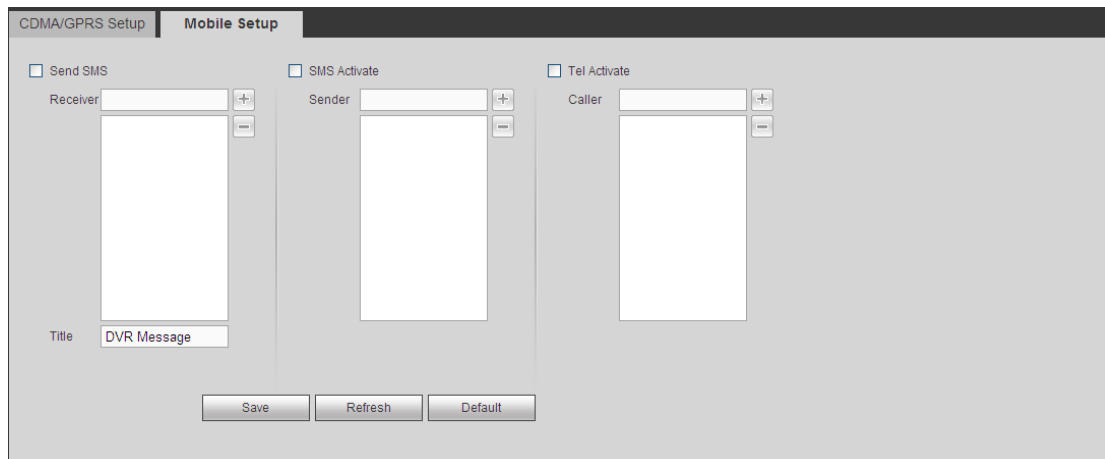 CDMA/GPRS Setup Mobile Setup
Send SMS SMS Activate Tel Activate
Receiver Sender Caller
Title DVR Message
Save Refresh Default